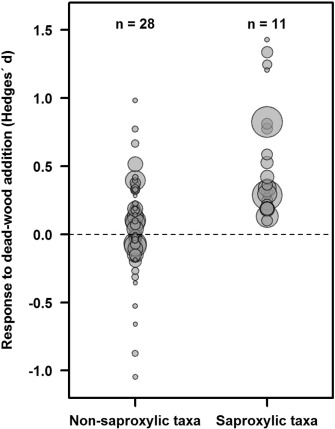 n = 28 n = 11
Response to dead-wood addition (Hedges´ d)
1.5
1.0
0.5
0.0
-0.5
-1.0
Non-saproxylic taxa Saproxylic taxa